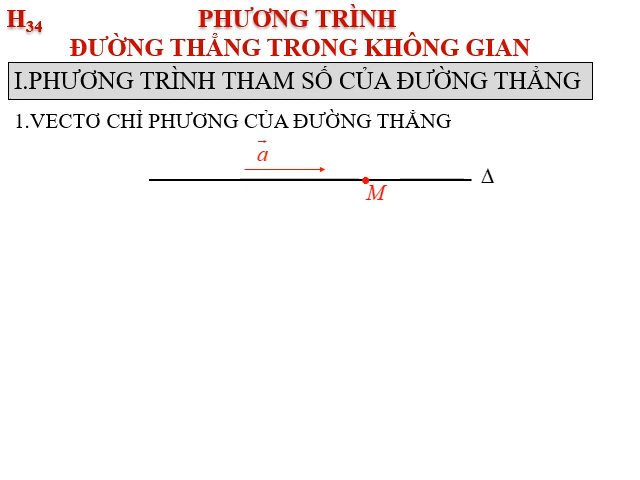 H34 PHƯƠNG TRÌNH
ĐƯỜNG THẲNG TRONG KHÔNG GIAN
I.PHƯƠNG TRÌNH THAM SỐ CỦA ĐƯỜNG THẲNG
1.VECTƠ CHỈ PHƯƠNG CỦA ĐƯỜNG THẲNG
a⃗
Δ
M